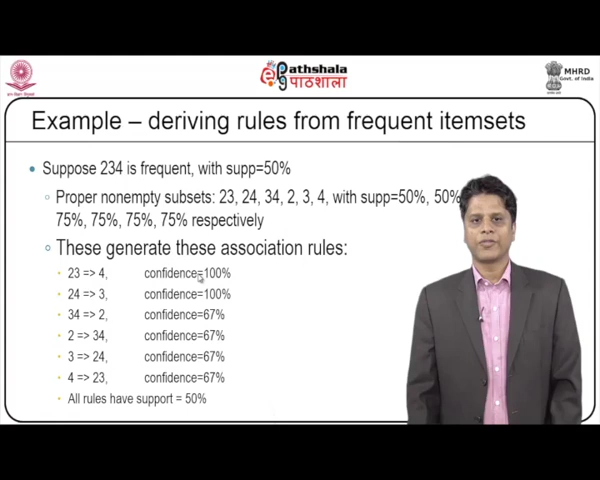 ePathshala
पाठशाला
MHRD
Govt. of India
Example – deriving rules from frequent itemsets
Suppose 234 is frequent, with supp=50%
Proper nonempty subsets: 23, 24, 34, 2, 3, 4, with supp=50%, 50%
75%, 75%, 75%, 75% respectively
These generate these association rules:
23 => 4, confidence=100%
24 => 3, confidence=100%
34 => 2, confidence=67%
2 => 34, confidence=67%
3 => 24, confidence=67%
4 => 23, confidence=67%
All rules have support = 50%